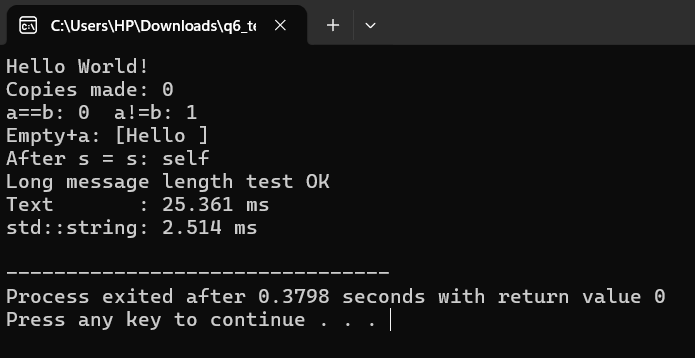 C:\Users\HP\Downloads\q6_te
Hello World!
Copies made: 0
a==b: 0  a!=b: 1
Empty+a: [Hello ]
After s = s: self
Long message length test OK
Text       : 25.361 ms
std::string: 2.514 ms
--------------------------------
Process exited after 0.3798 seconds with return value 0
Press any key to continue . . .